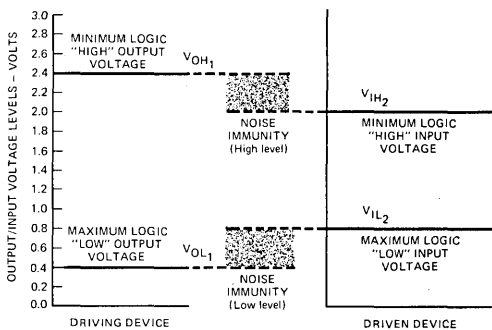 OUTPUT/INPUT VOLTAGE LEVELS – VOLTS
3.0
2.8
2.6
2.4
2.2
2.0
1.8
1.6
1.4
1.2
1.0
0.8
0.6
0.4
0.2
0.0
MINIMUM LOGIC
"HIGH" OUTPUT
VOLTAGE
VOH1
NOISE
IMMUNITY
(High level)
VIH2
MINIMUM LOGIC
"HIGH" INPUT
VOLTAGE
MAXIMUM LOGIC
"LOW" OUTPUT
VOLTAGE
VOL1
NOISE
IMMUNITY
(Low level)
VIL2
MAXIMUM LOGIC
"LOW" INPUT
VOLTAGE
DRIVING DEVICE
DRIVEN DEVICE